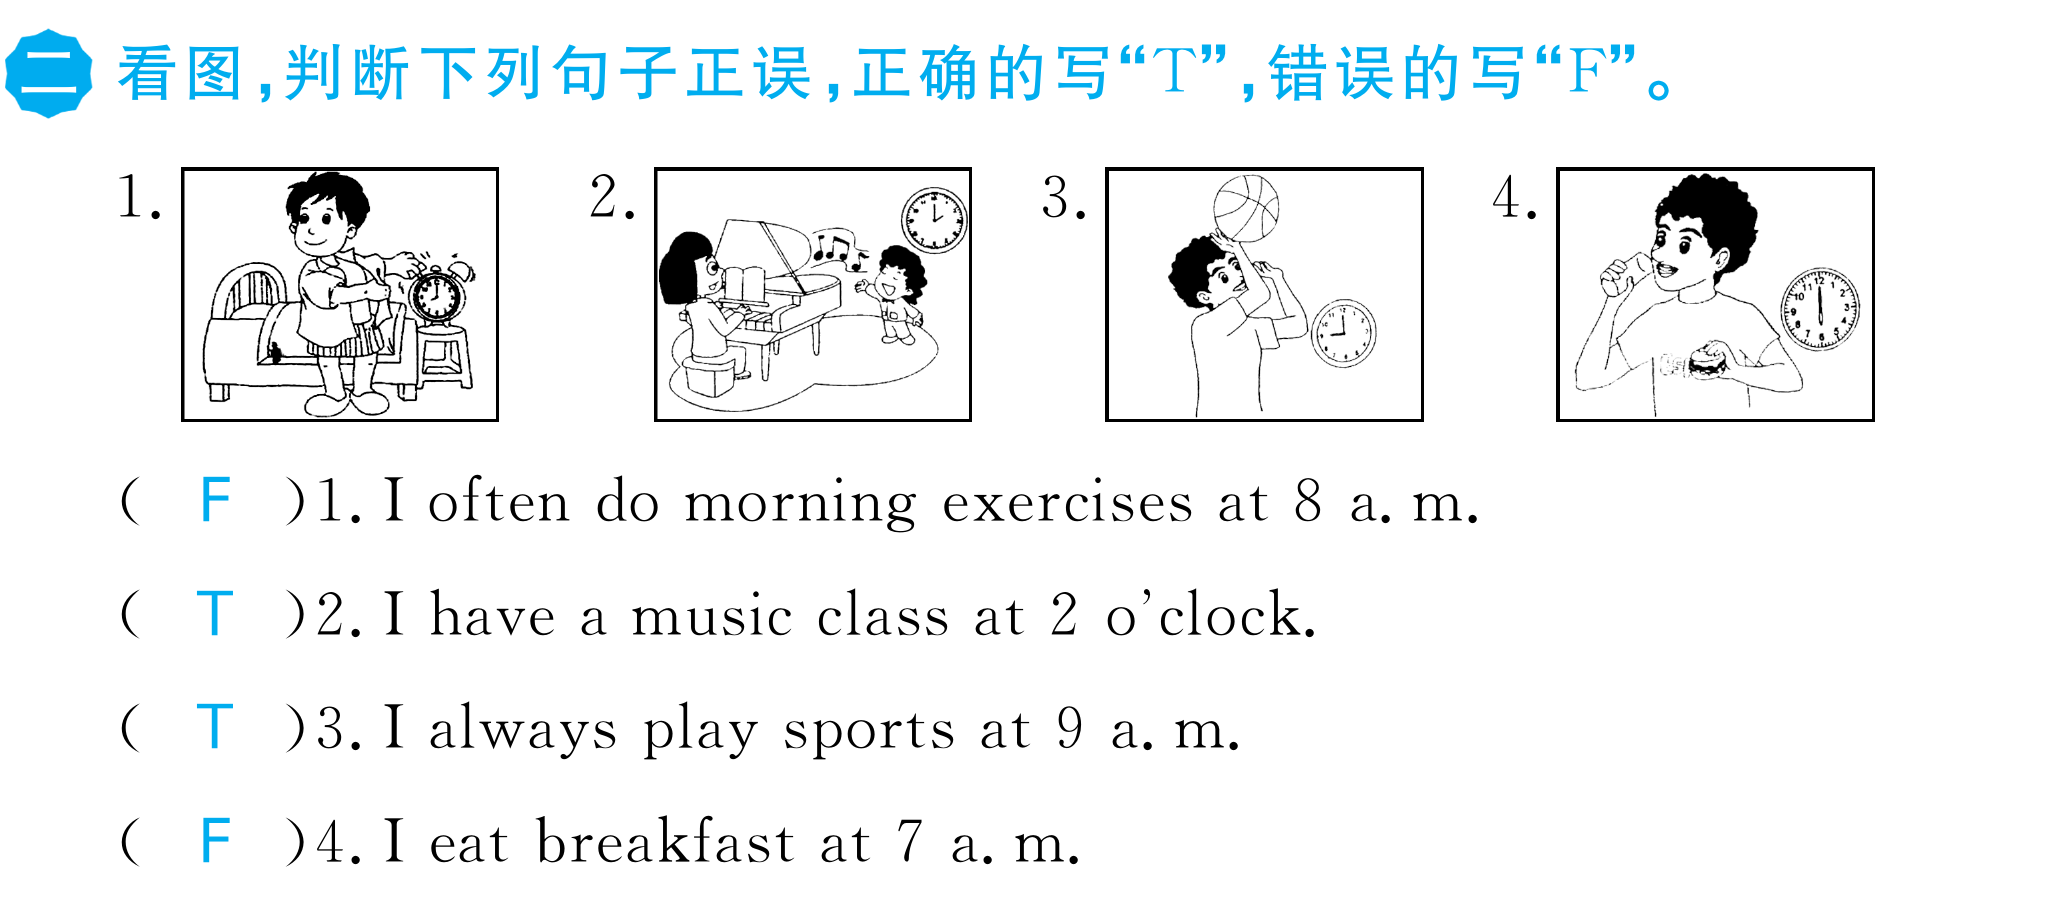 二 看图,判断下列句子正误,正确的写“T”,错误的写“F”。
1. 2. 3. 4.
( F )1. I often do morning exercises at 8 a. m.
( T )2. I have a music class at 2 o’clock.
( T )3. I always play sports at 9 a. m.
( F )4. I eat breakfast at 7 a. m.